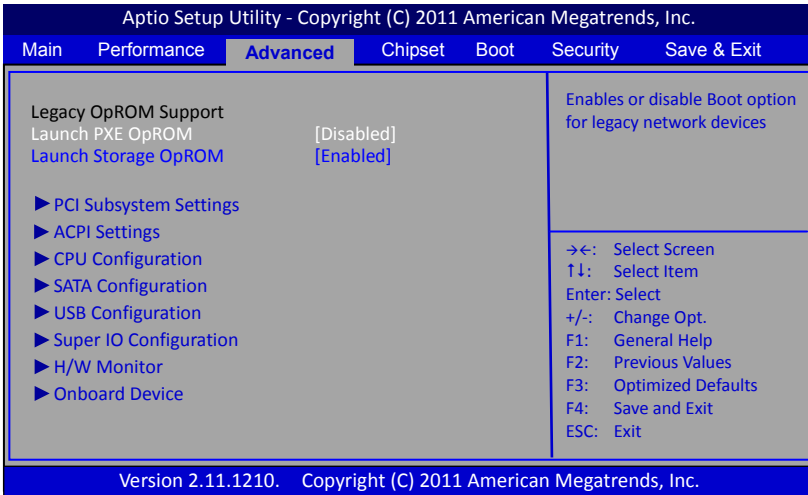 Aptio Setup Utility - Copyright (C) 2011 American Megatrends, Inc.
Main Performance Advanced Chipset Boot Security Save & Exit
Legacy OpROM Support
Launch PXE OpROM [Disabled]
Launch Storage OpROM [Enabled]
▶ PCI Subsystem Settings
▶ ACPI Settings
▶ CPU Configuration
▶ SATA Configuration
▶ USB Configuration
▶ Super IO Configuration
▶ H/W Monitor
▶ Onboard Device
Enables or disable Boot option
for legacy network devices
→←: Select Screen
↑↓: Select Item
Enter: Select
+/-: Change Opt.
F1: General Help
F2: Previous Values
F3: Optimized Defaults
F4: Save and Exit
ESC: Exit
Version 2.11.1210. Copyright (C) 2011 American Megatrends, Inc.